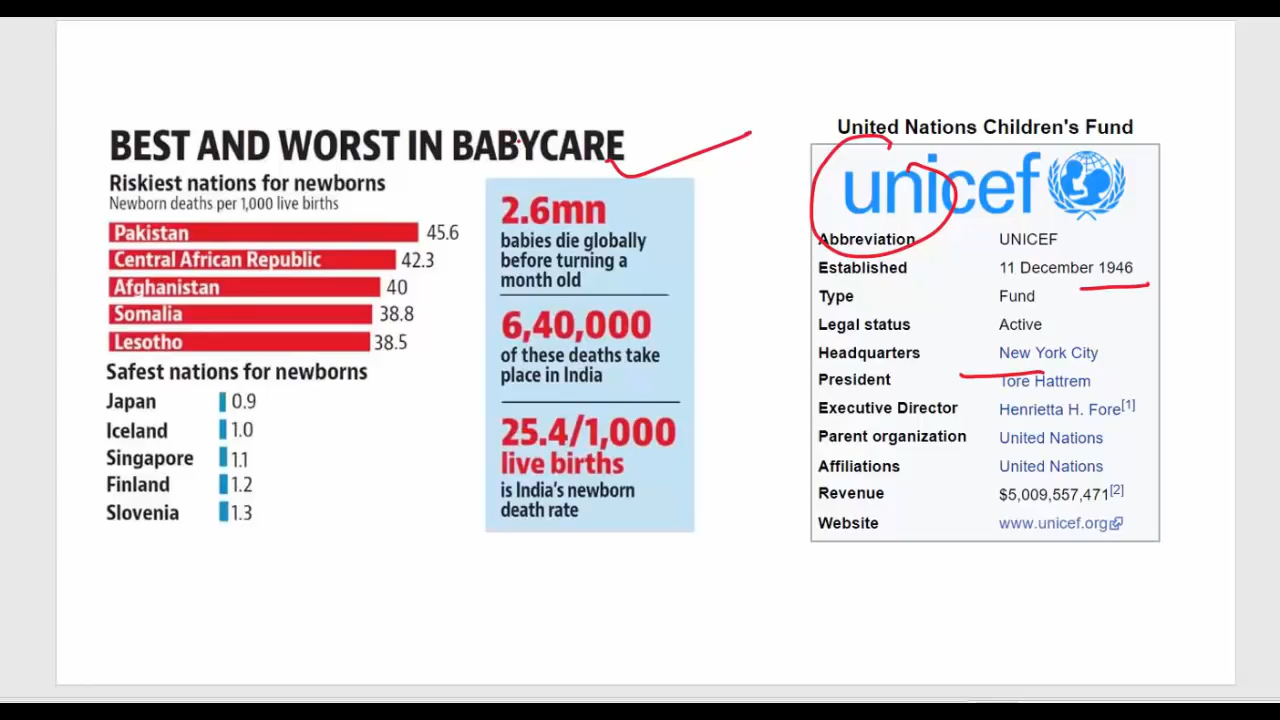 BEST AND WORST IN BABYCARE
Riskiest nations for newborns
Newborn deaths per 1,000 live births
Pakistan 45.6
Central African Republic 42.3
Afghanistan 40
Somalia 38.8
Lesotho 38.5
Safest nations for newborns
Japan 0.9
Iceland 1.0
Singapore 1.1
Finland 1.2
Slovenia 1.3
2.6mn
babies die globally
before turning a
month old
6,40,000
of these deaths take
place in India
25.4/1,000
live births
is India's newborn
death rate
United Nations Children's Fund
unicef
Abbreviation UNICEF
Established 11 December 1946
Type Fund
Legal status Active
Headquarters New York City
President Tore Hattrem
Executive Director Henrietta H. Fore[1]
Parent organization United Nations
Affiliations United Nations
Revenue $5,009,557,471[2]
Website www.unicef.org